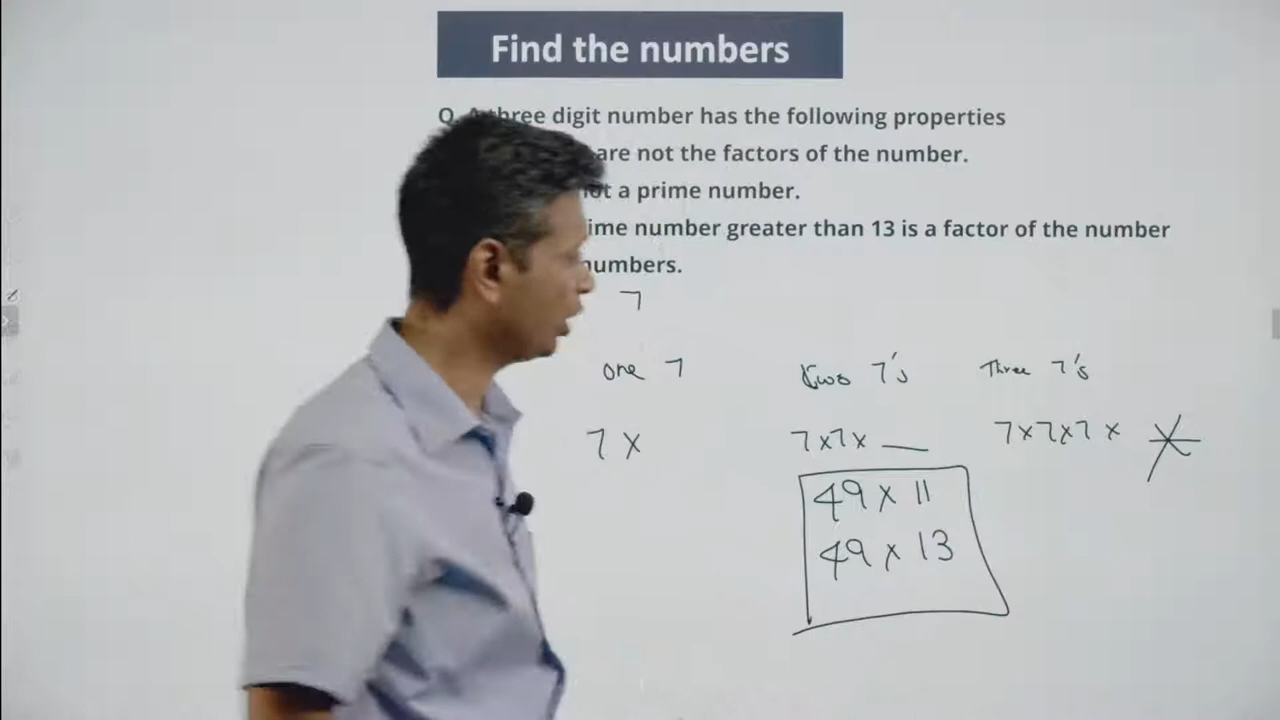 Find the numbers
Q. A three digit number has the following properties
are not the factors of the number.
not a prime number.
number greater than 13 is a factor of the number
numbers.
7
one 7 Two 7's Three 7's
7 x 7x7x __ 7x7x7 x
49 x 11
49 x 13